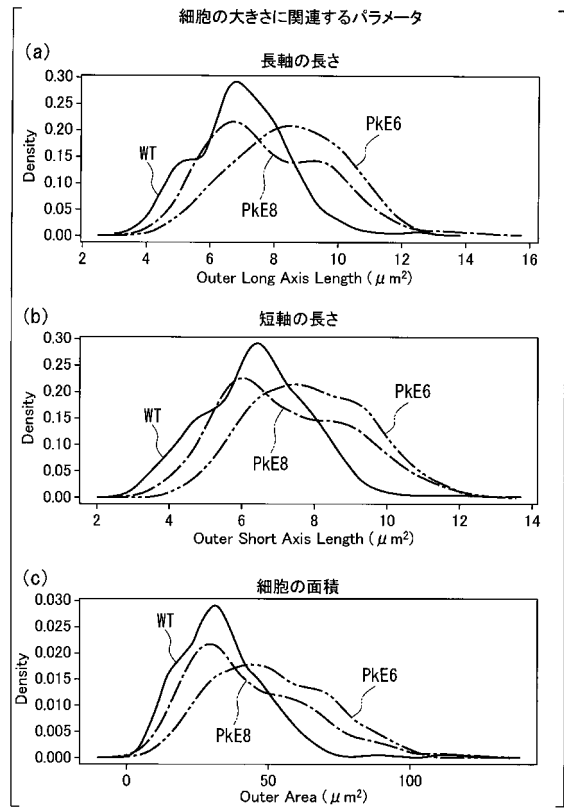 細胞の大きさに関連するパラメータ
(a)
長軸の長さ
0.30
0.25
0.20
0.15
0.10
0.05
0.00
Density
WT
PkE8
PkE6
2 4 6 8 10 12 14 16
Outer Long Axis Length (μm²)
(b)
短軸の長さ
0.30
0.25
0.20
0.15
0.10
0.05
0.00
Density
WT
PkE8
PkE6
2 4 6 8 10 12 14
Outer Short Axis Length (μm²)
(c)
細胞の面積
0.030
0.025
0.020
0.015
0.010
0.005
0.000
Density
WT
PkE8
PkE6
0 50 100
Outer Area (μm²)